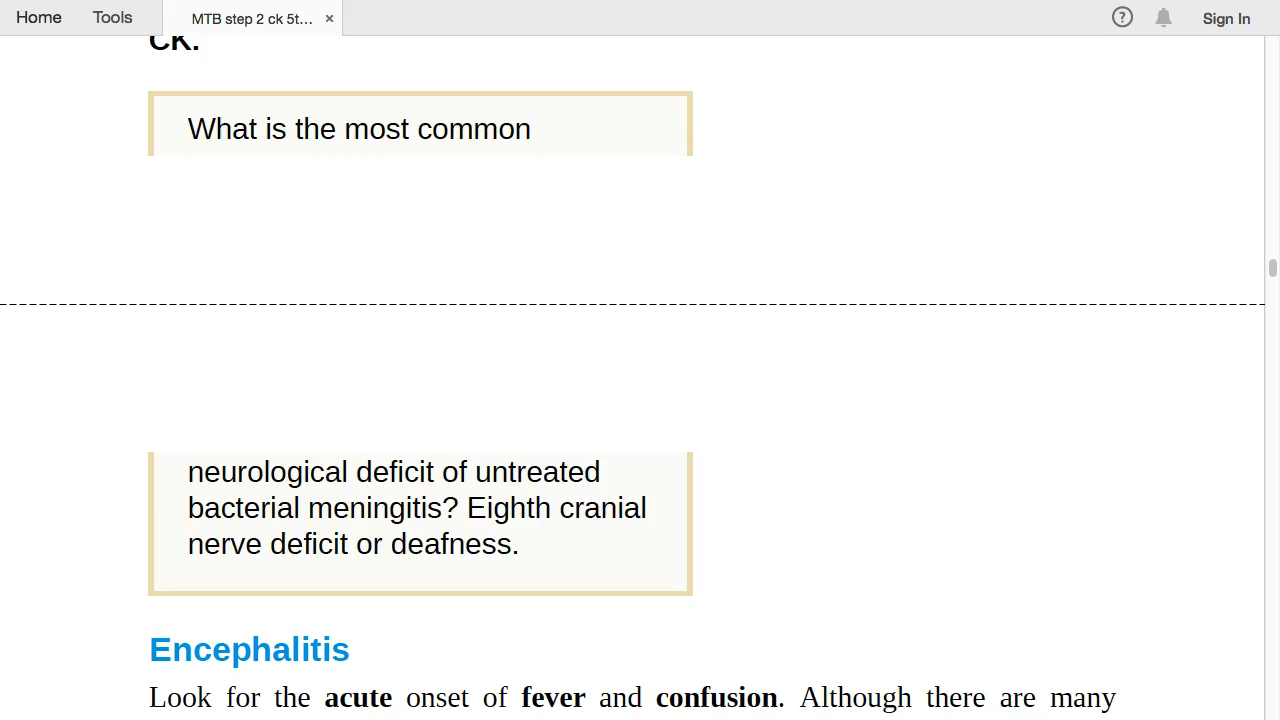 Home Tools MTB step 2 ck 5t... × ? Sign In
CK.
What is the most common
neurological deficit of untreated
bacterial meningitis? Eighth cranial
nerve deficit or deafness.
Encephalitis
Look for the acute onset of fever and confusion. Although there are many